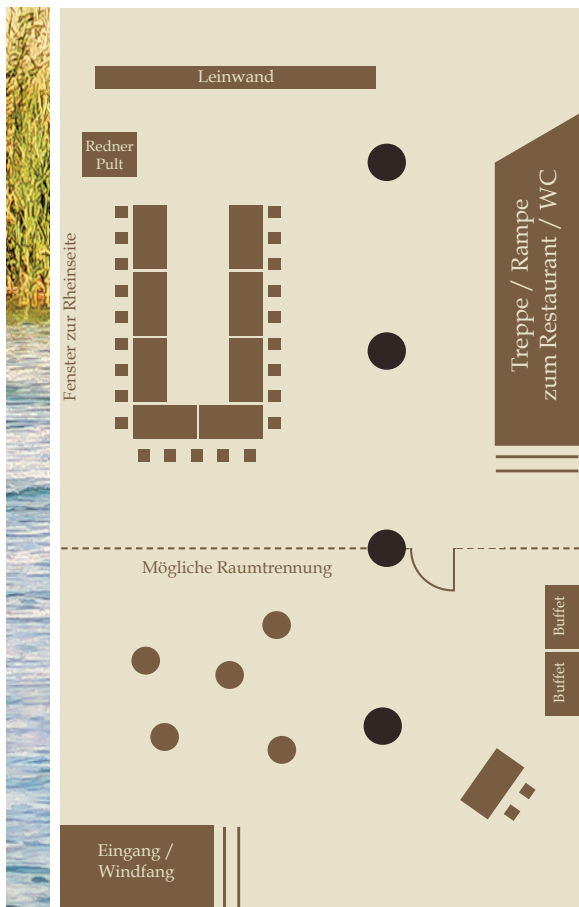 Leinwand
Redner
Pult
Fenster zur Rheinseite
Treppe / Rampe
zum Restaurant / WC
Mögliche Raumtrennung
Buffet
Buffet
Eingang /
Windfang